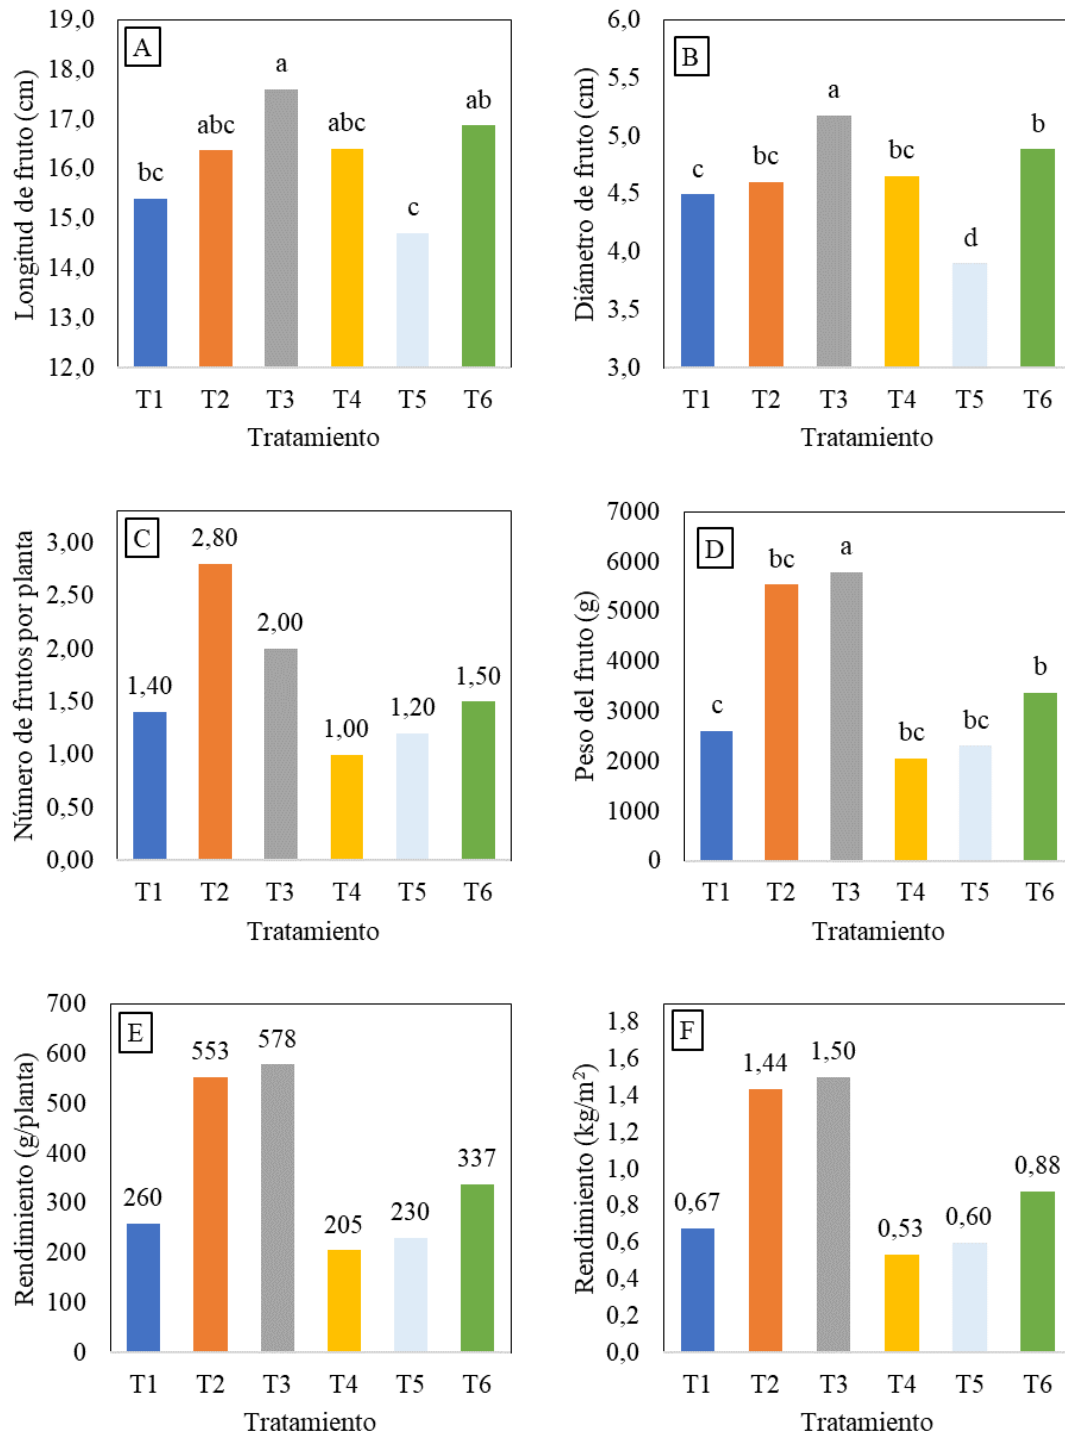 A
Longitud de fruto (cm)
19,0
18,0
17,0
16,0
15,0
14,0
13,0
12,0
bc
abc
a
abc
c
ab
T1 T2 T3 T4 T5 T6
Tratamiento
B
Diámetro de fruto (cm)
6,0
5,5
5,0
4,5
4,0
3,5
3,0
c
bc
a
bc
d
b
T1 T2 T3 T4 T5 T6
Tratamiento
C
Número de frutos por planta
3,00
2,50
2,00
1,50
1,00
0,50
0,00
1,40
2,80
2,00
1,00
1,20
1,50
T1 T2 T3 T4 T5 T6
Tratamiento
D
Peso del fruto (g)
7000
6000
5000
4000
3000
2000
1000
0
c
bc
a
bc
bc
b
T1 T2 T3 T4 T5 T6
Tratamiento
E
Rendimiento (g/planta)
700
600
500
400
300
200
100
0
260
553
578
205
230
337
T1 T2 T3 T4 T5 T6
Tratamiento
F
Rendimiento (kg/m²)
1,8
1,6
1,4
1,2
1,0
0,8
0,6
0,4
0,2
0,0
0,67
1,44
1,50
0,53
0,60
0,88
T1 T2 T3 T4 T5 T6
Tratamiento